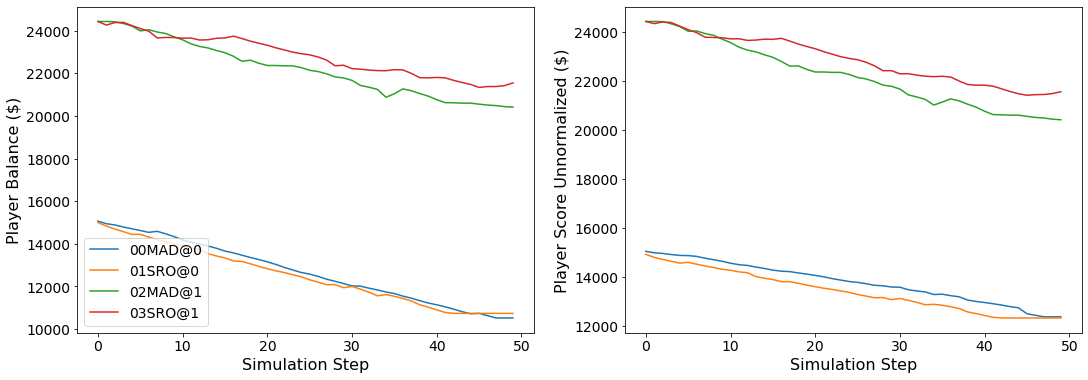 Player Balance ($)
24000
22000
20000
18000
16000
14000
12000
10000
00MAD@0
01SRO@0
02MAD@1
03SRO@1
0 10 20 30 40 50
Simulation Step
Player Score Unnormalized ($)
24000
22000
20000
18000
16000
14000
12000
0 10 20 30 40 50
Simulation Step